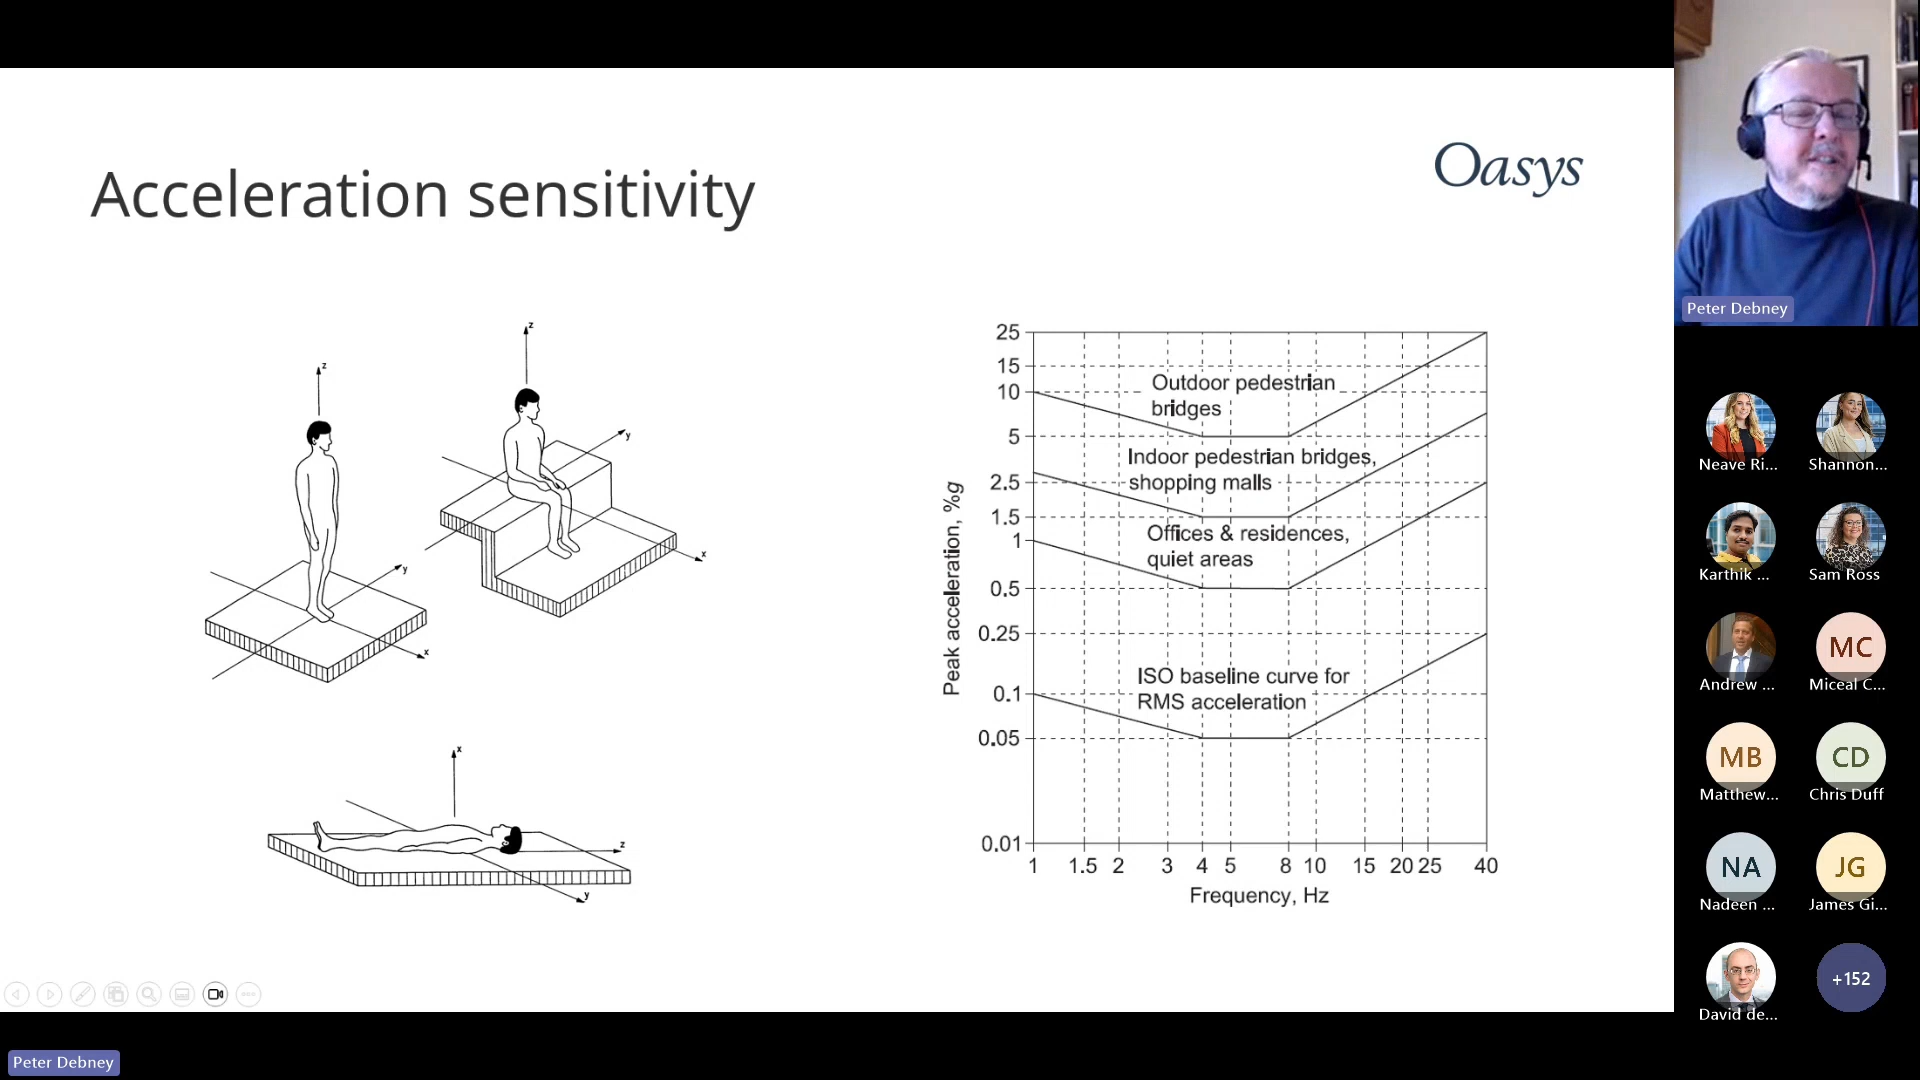 Acceleration sensitivity
Oasys
z
y
x
z
y
x
x
z
y
25
15
10
5
2.5
1.5
1
0.5
0.25
0.1
0.05
0.01
Peak acceleration, %g
Outdoor pedestrian
bridges
Indoor pedestrian bridges,
shopping malls
Offices & residences,
quiet areas
ISO baseline curve for
RMS acceleration
1 1.5 2 3 4 5 8 10 15 20 25 40
Frequency, Hz
Peter Debney
Neave Ri... Shannon...
Karthik ... Sam Ross
MC
Andrew ... Miceal C...
MB CD
Matthew... Chris Duff
NA JG
Nadeen ... James Gi...
+152
David de...
Peter Debney